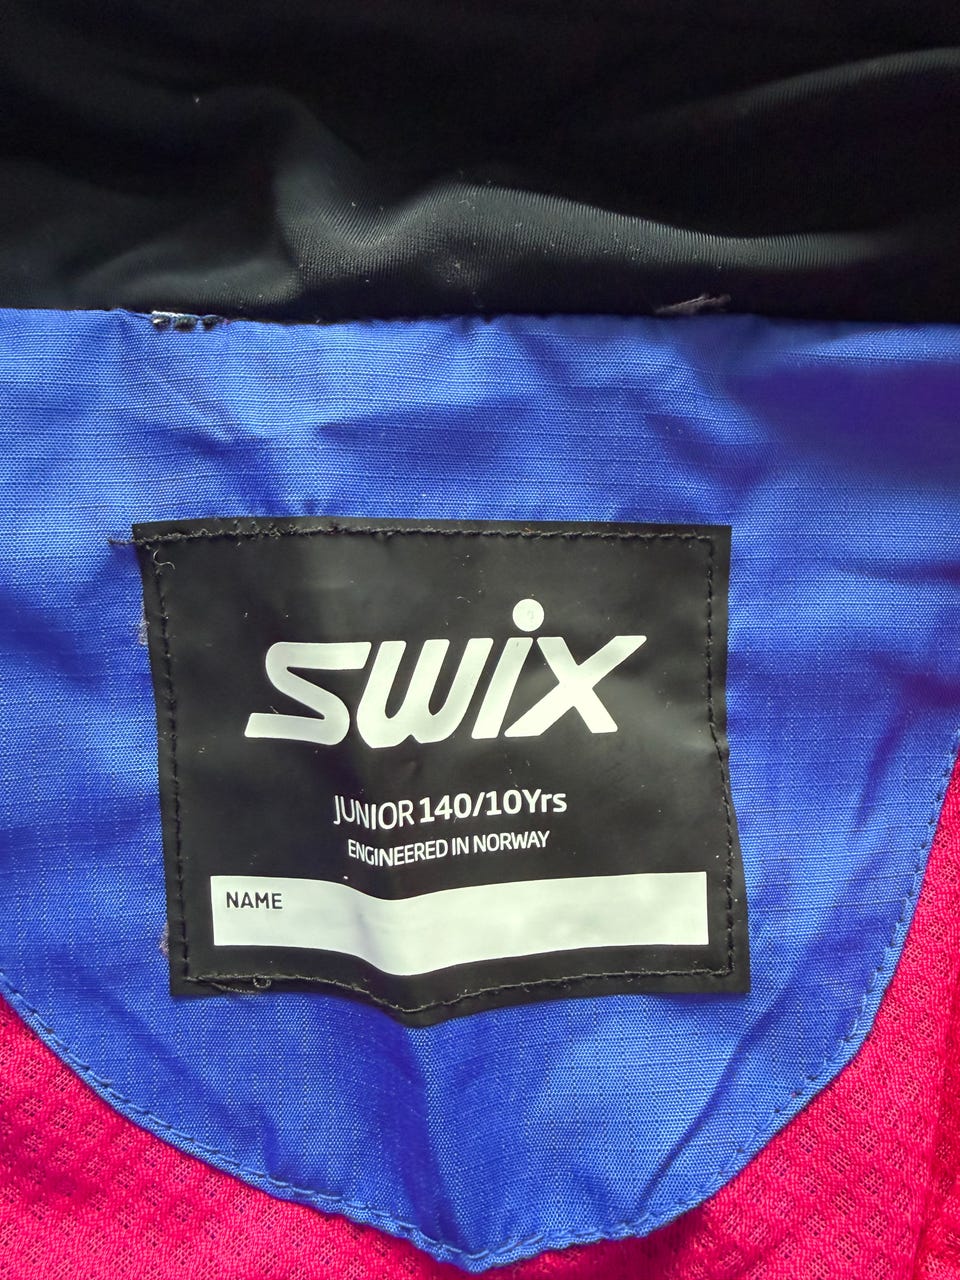 swix
JUNIOR 140/10Yrs
ENGINEERED IN NORWAY
NAME